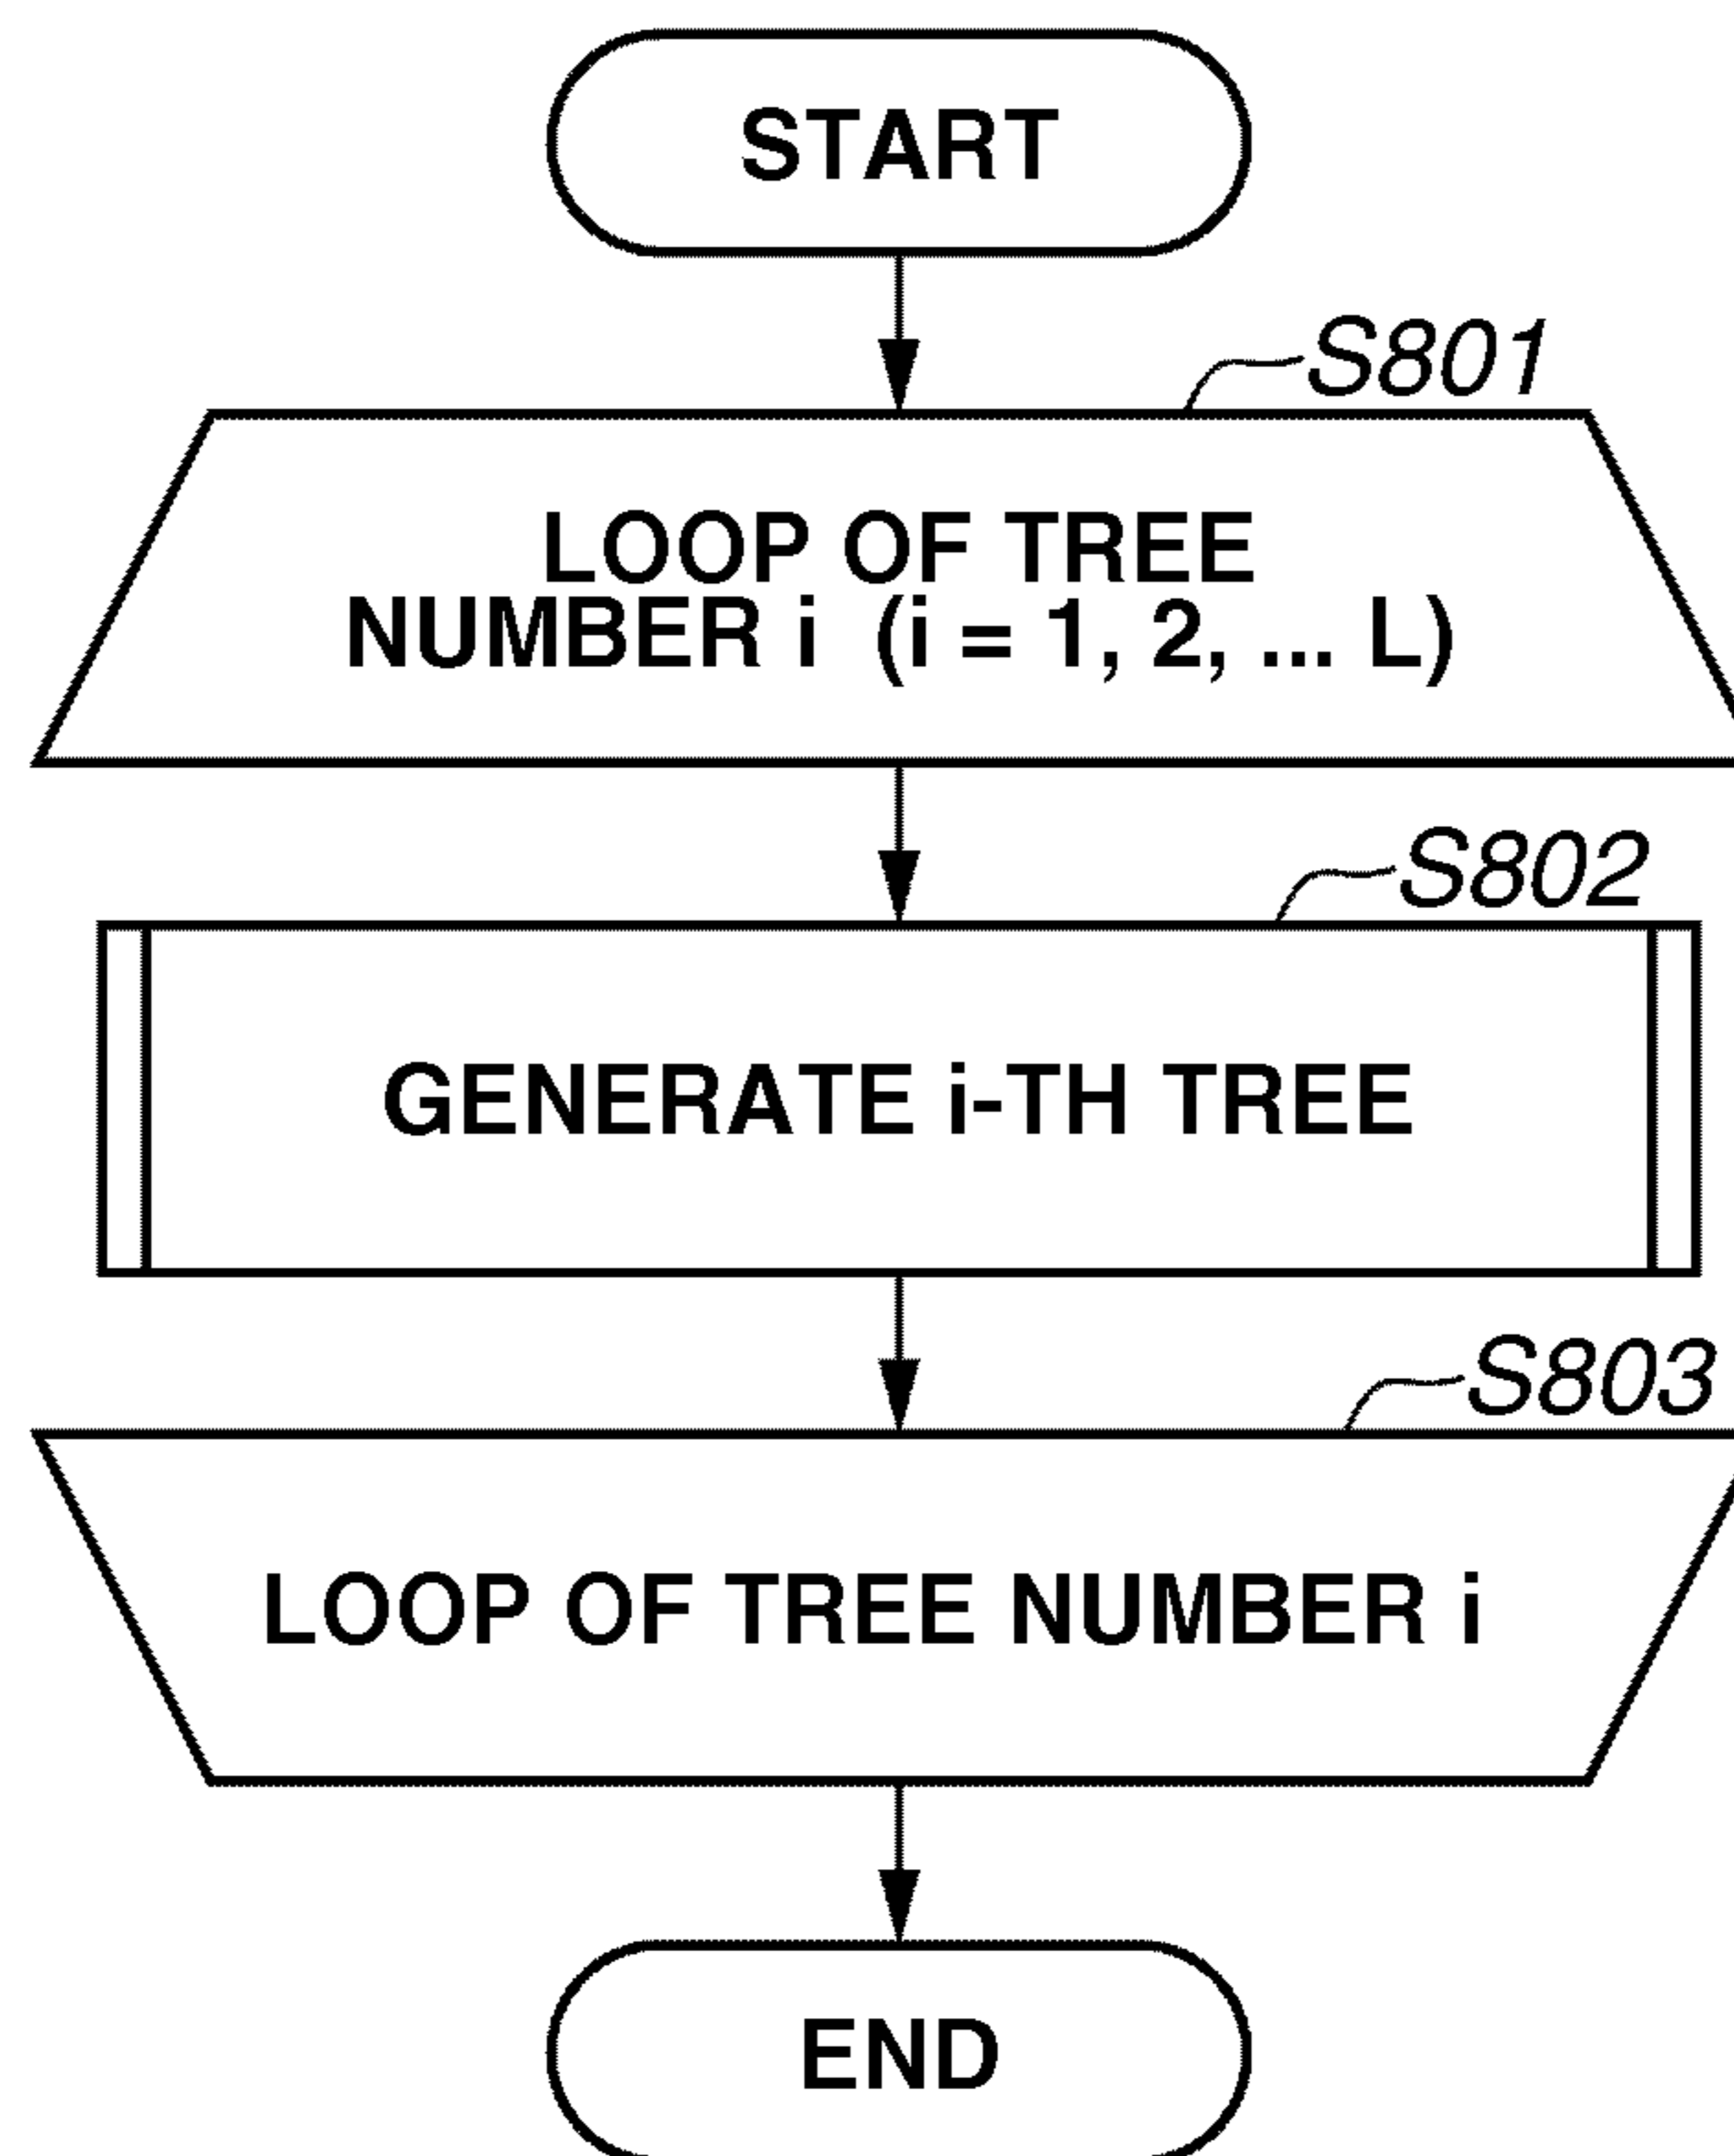 START
S801
LOOP OF TREE
NUMBER i (i = 1, 2, ... L)
S802
GENERATE i-TH TREE
S803
LOOP OF TREE NUMBER i
END